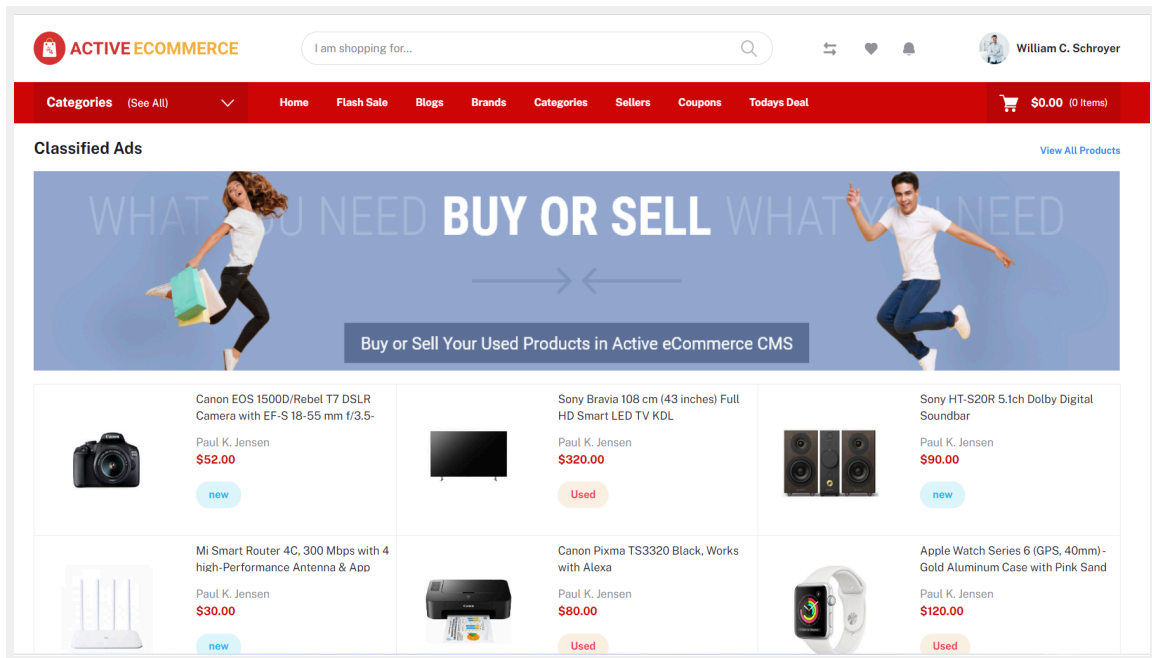 ACTIVE ECOMMERCE
I am shopping for...
William C. Schroyer
Categories (See All)
Home
Flash Sale
Blogs
Brands
Categories
Sellers
Coupons
Todays Deal
$0.00 (0 Items)
Classified Ads
View All Products
WHAT YOU NEED BUY OR SELL WHAT YOU NEED
Buy or Sell Your Used Products in Active eCommerce CMS
Canon EOS 1500D/Rebel T7 DSLR
Camera with EF-S 18-55 mm f/3.5-
Paul K. Jensen
$52.00
new
Sony Bravia 108 cm (43 inches) Full
HD Smart LED TV KDL
Paul K. Jensen
$320.00
Used
Sony HT-S20R 5.1ch Dolby Digital
Soundbar
Paul K. Jensen
$90.00
new
Mi Smart Router 4C, 300 Mbps with 4
high-Performance Antenna & App
Paul K. Jensen
$30.00
new
Canon Pixma TS3320 Black, Works
with Alexa
Paul K. Jensen
$80.00
Used
Apple Watch Series 6 (GPS, 40mm) -
Gold Aluminum Case with Pink Sand
Paul K. Jensen
$120.00
Used